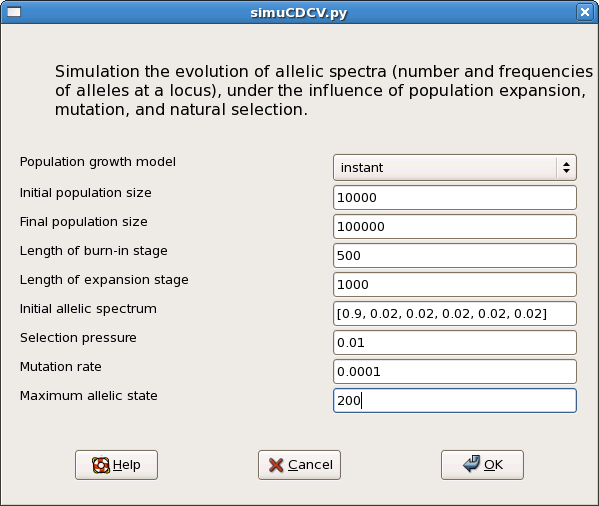 simuCDCV.py
Simulation the evolution of allelic spectra (number and frequencies
of alleles at a locus), under the influence of population expansion,
mutation, and natural selection.
Population growth model instant
Initial population size 10000
Final population size 100000
Length of burn-in stage 500
Length of expansion stage 1000
Initial allelic spectrum [0.9, 0.02, 0.02, 0.02, 0.02, 0.02]
Selection pressure 0.01
Mutation rate 0.0001
Maximum allelic state 200
Help Cancel OK